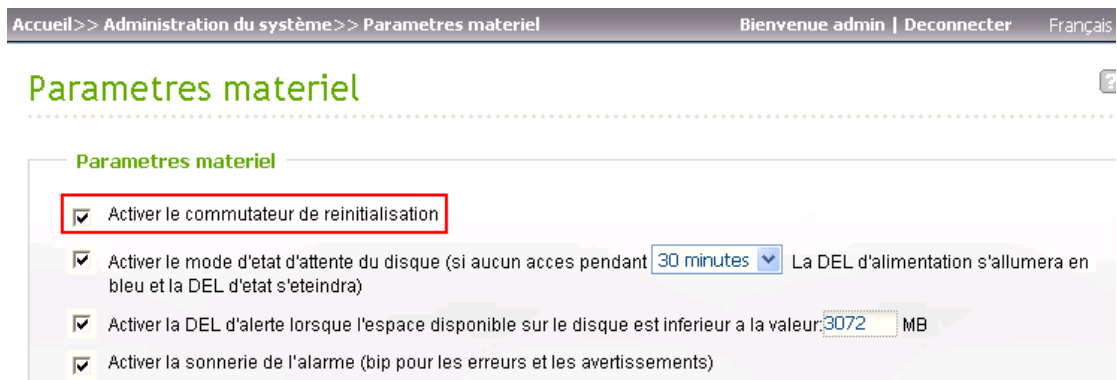 Accueil>> Administration du système>> Parametres materiel Bienvenue admin | Deconnecter Français
Parametres materiel ?
Parametres materiel
Activer le commutateur de reinitialisation
Activer le mode d'etat d'attente du disque (si aucun acces pendant 30 minutes La DEL d'alimentation s'allumera en
bleu et la DEL d'etat s'eteindra)
Activer la DEL d'alerte lorsque l'espace disponible sur le disque est inferieur a la valeur:3072 MB
Activer la sonnerie de l'alarme (bip pour les erreurs et les avertissements)